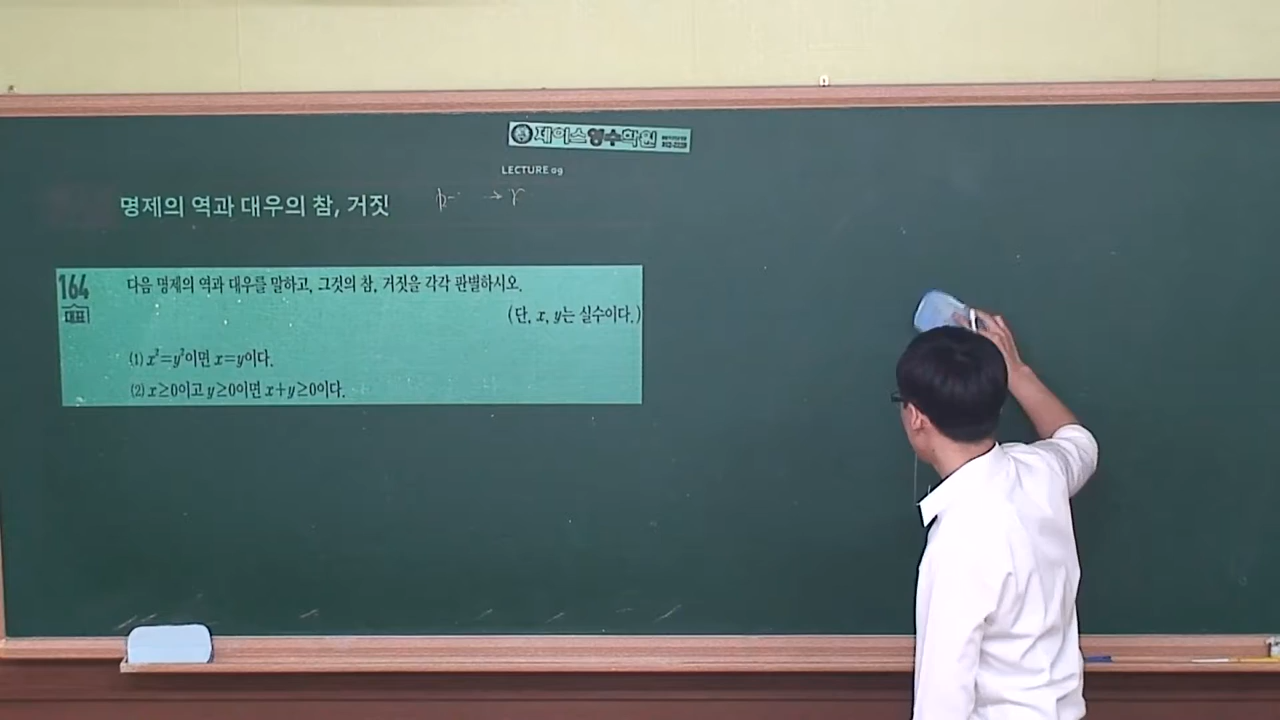 제이스영수학원
LECTURE 09
명제의 역과 대우의 참, 거짓
p → r
164
대표
다음 명제의 역과 대우를 말하고, 그것의 참, 거짓을 각각 판별하시오.
(단, x, y는 실수이다.)
(1) x²=y²이면 x=y이다.
(2) x≥0이고 y≥0이면 x+y≥0이다.